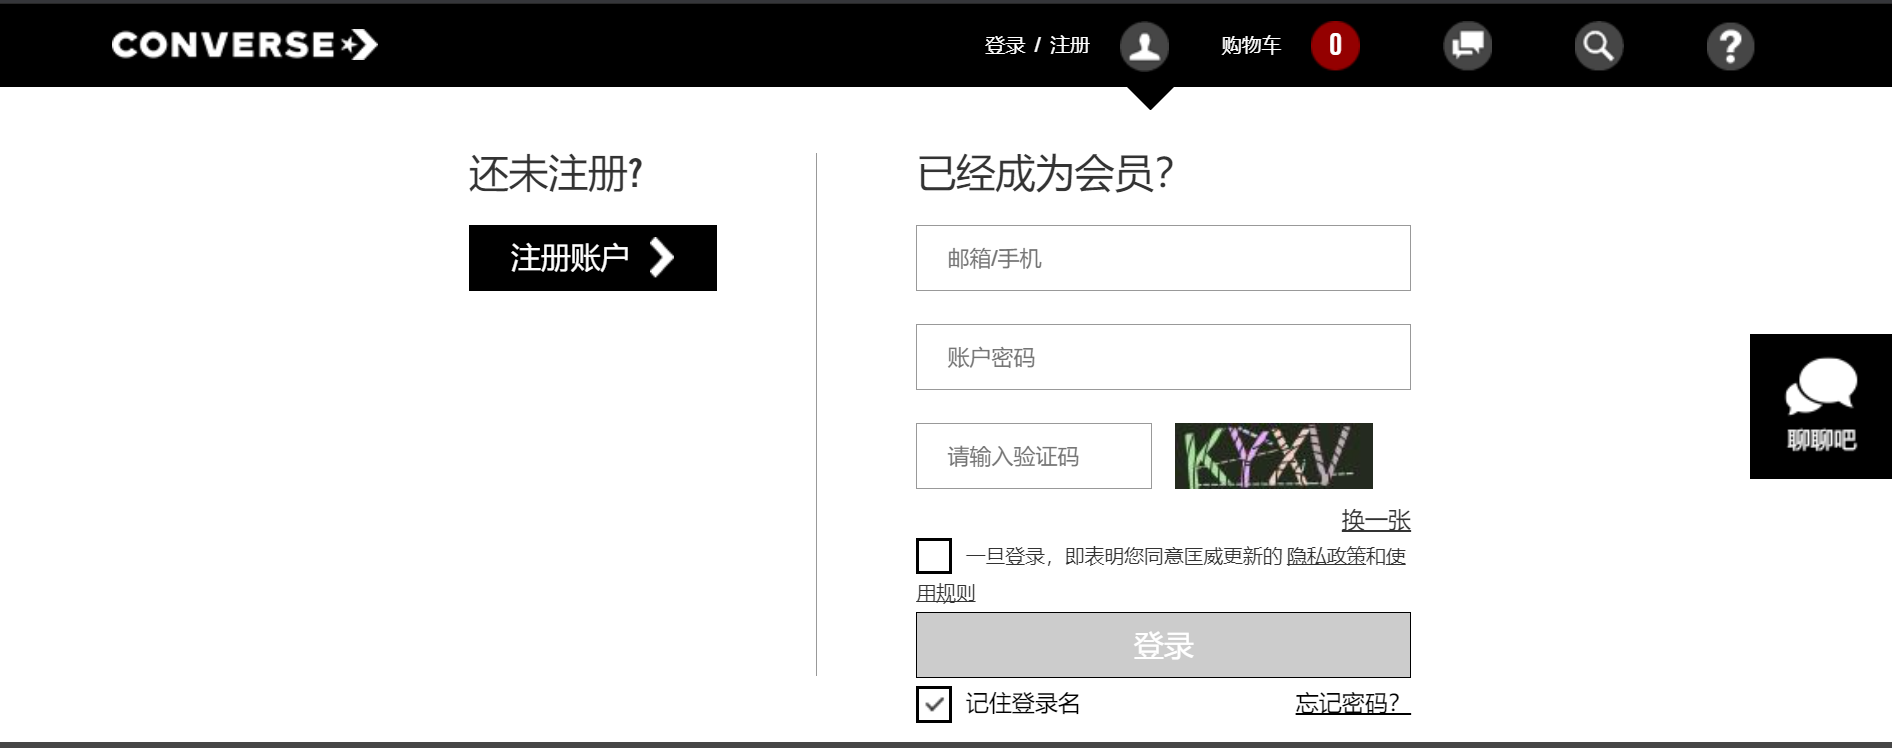 CONVERSE
登录 / 注册
购物车
0
?
还未注册?
注册账户
已经成为会员?
邮箱/手机
账户密码
请输入验证码
KYXV
换一张
一旦登录，即表明您同意匡威更新的 隐私政策和使
用规则
登录
记住登录名
忘记密码？
聊聊吧